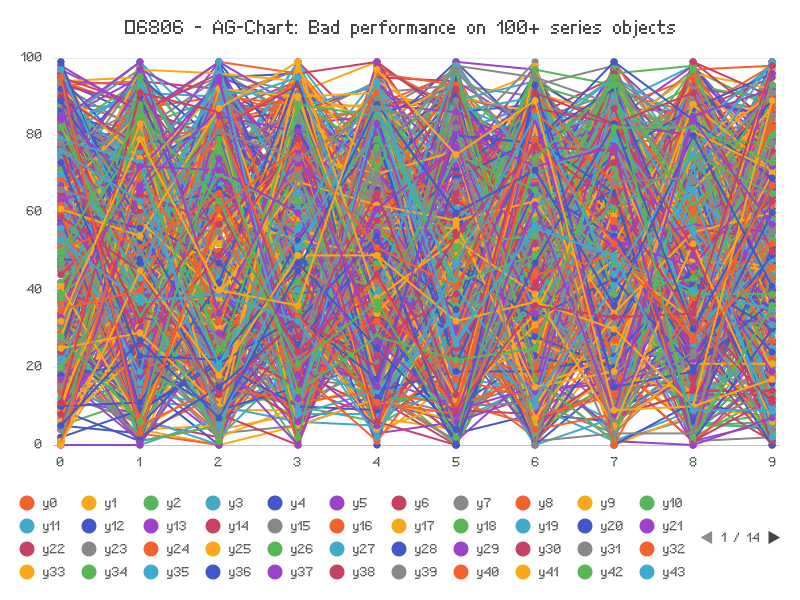 6806 - AG-Chart: Bad performance on 100+ series objects
100
80
60
40
20
0
0 1 2 3 4 5 6 7 8 9
y0 y1 y2 y3 y4 y5 y6 y7 y8 y9 y10
y11 y12 y13 y14 y15 y16 y17 y18 y19 y20 y21
y22 y23 y24 y25 y26 y27 y28 y29 y30 y31 y32
1 / 14
y33 y34 y35 y36 y37 y38 y39 y40 y41 y42 y43